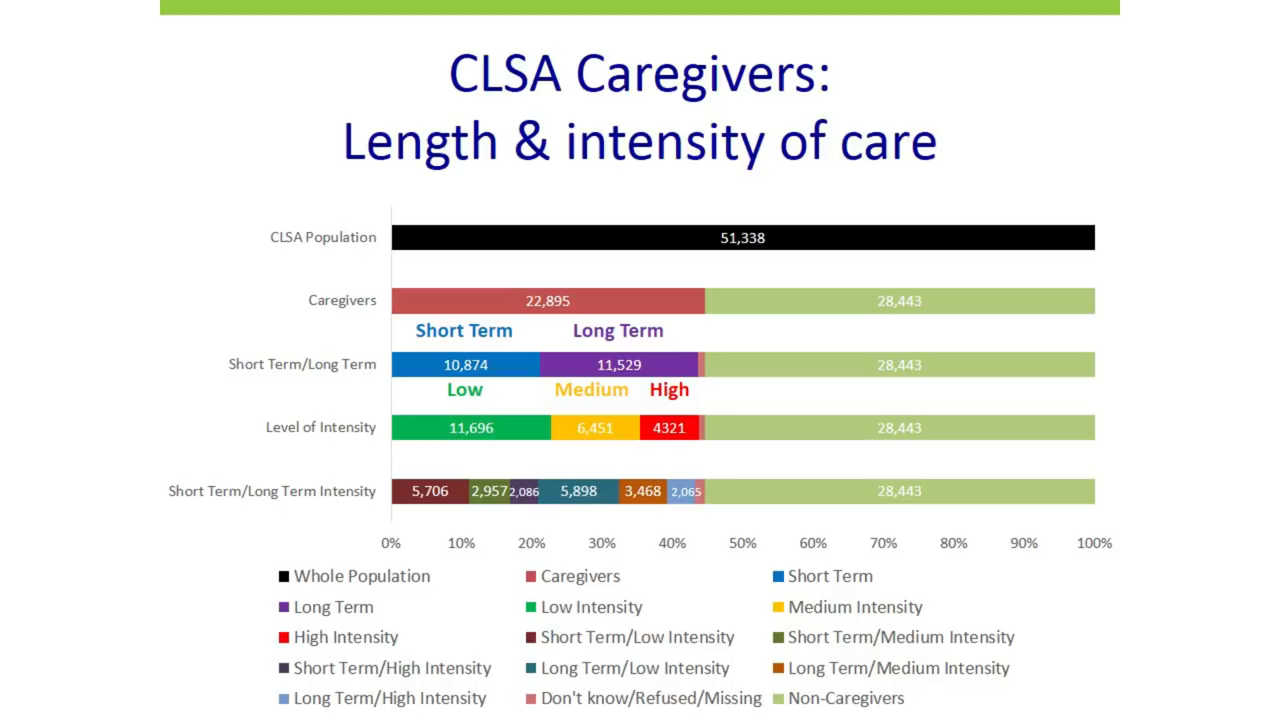 CLSA Caregivers:
Length & intensity of care
CLSA Population
51,338
Caregivers
22,895
28,443
Short Term
Long Term
Short Term/Long Term
10,874
11,529
28,443
Low
Medium
High
Level of Intensity
11,696
6,451
4321
28,443
Short Term/Long Term Intensity
5,706
2,957
2,086
5,898
3,468
2,065
28,443
0%
10%
20%
30%
40%
50%
60%
70%
80%
90%
100%
Whole Population
Caregivers
Short Term
Long Term
Low Intensity
Medium Intensity
High Intensity
Short Term/Low Intensity
Short Term/Medium Intensity
Short Term/High Intensity
Long Term/Low Intensity
Long Term/Medium Intensity
Long Term/High Intensity
Don't know/Refused/Missing
Non-Caregivers